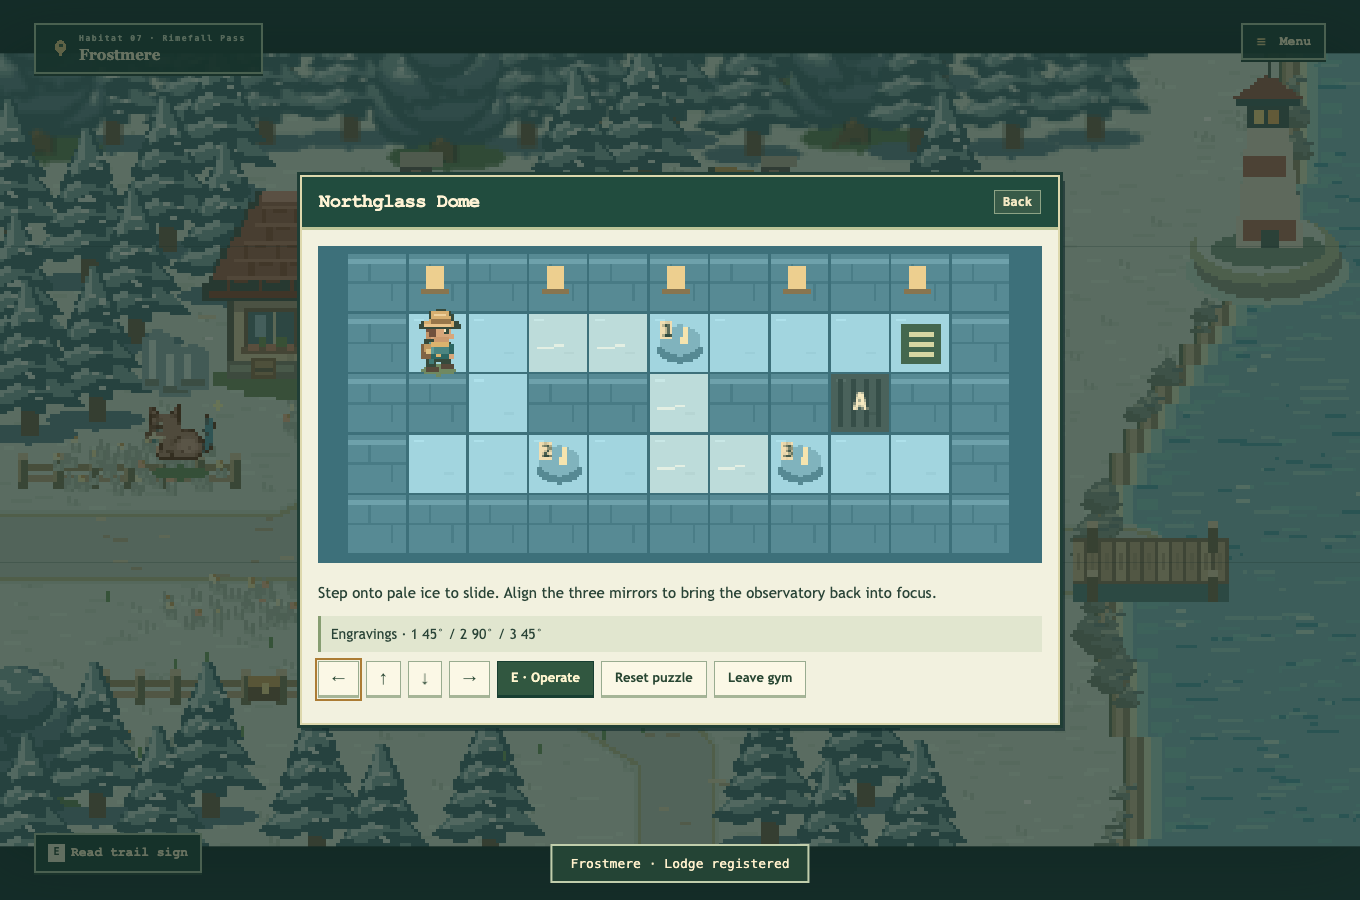 Habitat 07 · Rimefall Pass
Frostmere
≡ Menu
Northglass Dome
Back
1
A
2
3
Step onto pale ice to slide. Align the three mirrors to bring the observatory back into focus.
Engravings · 1 45° / 2 90° / 3 45°
← ↑ ↓ → E · Operate Reset puzzle Leave gym
E Read trail sign
Frostmere · Lodge registered